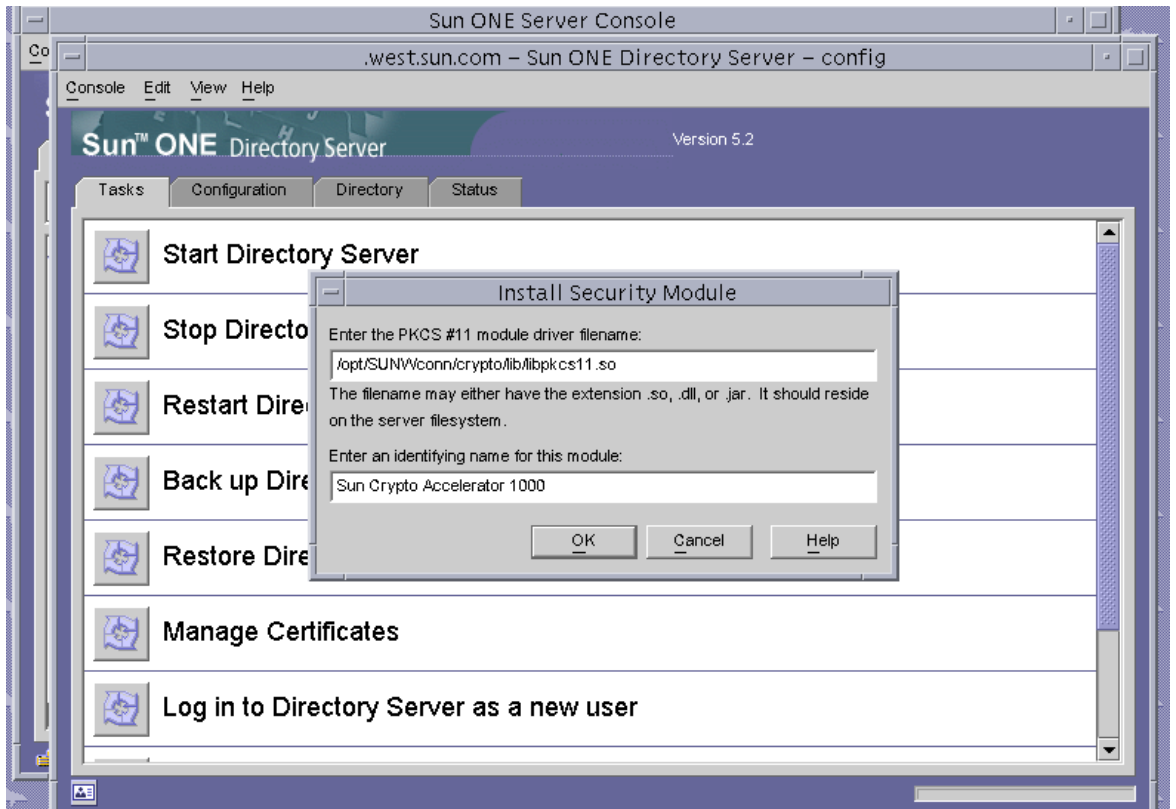 Sun ONE Server Console
Co
.west.sun.com – Sun ONE Directory Server – config
Console Edit View Help
Sun™ ONE Directory Server
Version 5.2
Tasks Configuration Directory Status
Start Directory Server
Install Security Module
Stop Directo
Enter the PKCS #11 module driver filename:
/opt/SUNWconn/crypto/lib/libpkcs11.so
The filename may either have the extension .so, .dll, or .jar. It should reside
Restart Dire
on the server filesystem.
Enter an identifying name for this module:
Back up Dire
Sun Crypto Accelerator 1000
OK Cancel Help
Restore Dire
Manage Certificates
Log in to Directory Server as a new user